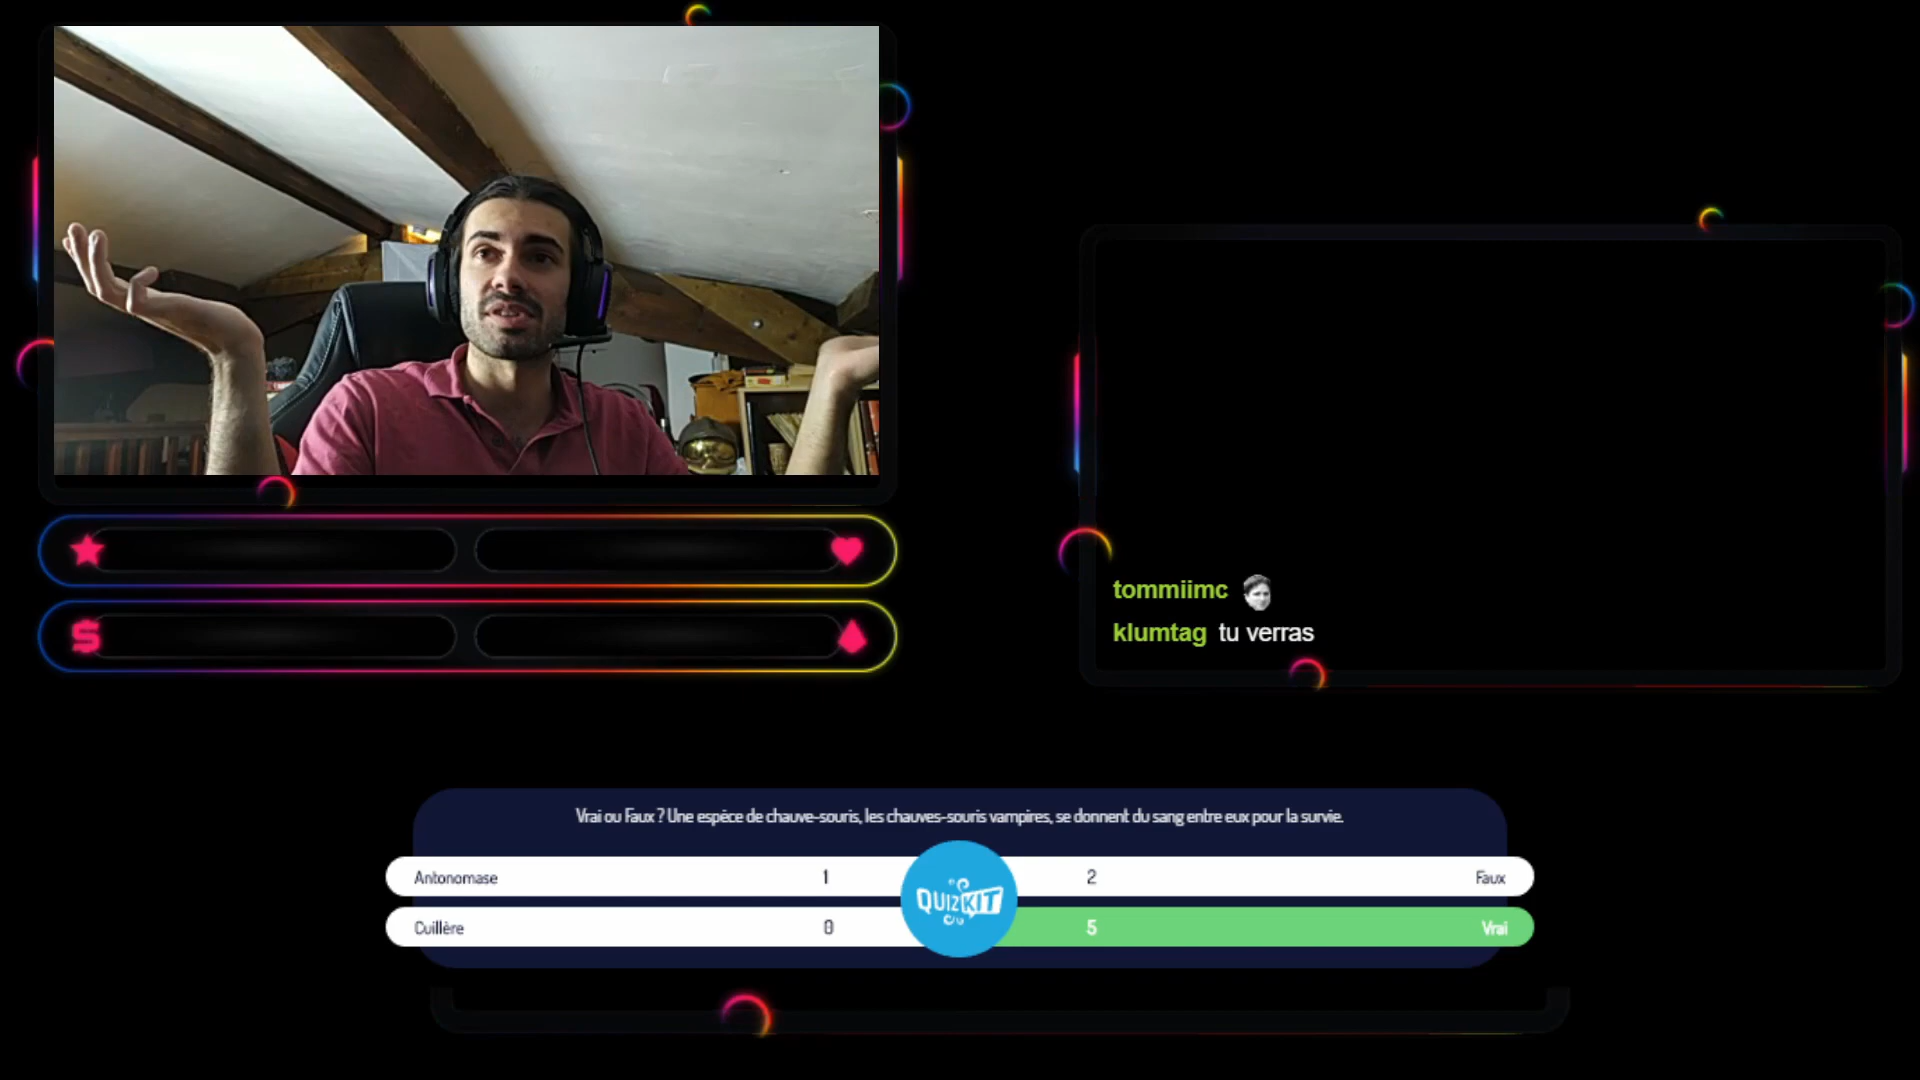 tommiimc
klumtag tu verras
Vrai ou Faux ? Une espèce de chauve-souris, les chauves-souris vampires, se donnent du sang entre eux pour la survie.
Antonomase 1
2 Faux
QUIZKIT
Cuillère 0
5 Vrai